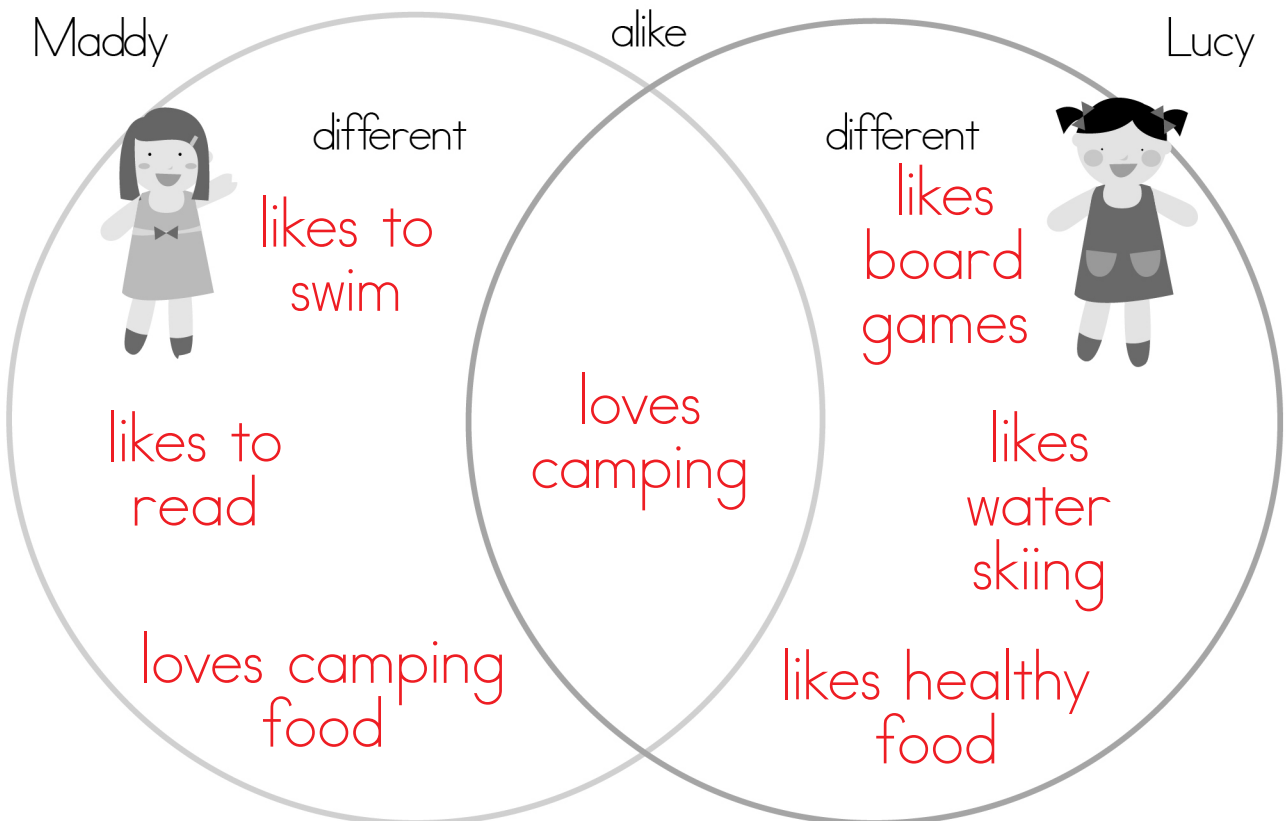 Maddy
alike
Lucy
different
likes to
swim
likes to
read
loves camping
food
loves
camping
different
likes
board
games
likes
water
skiing
likes healthy
food